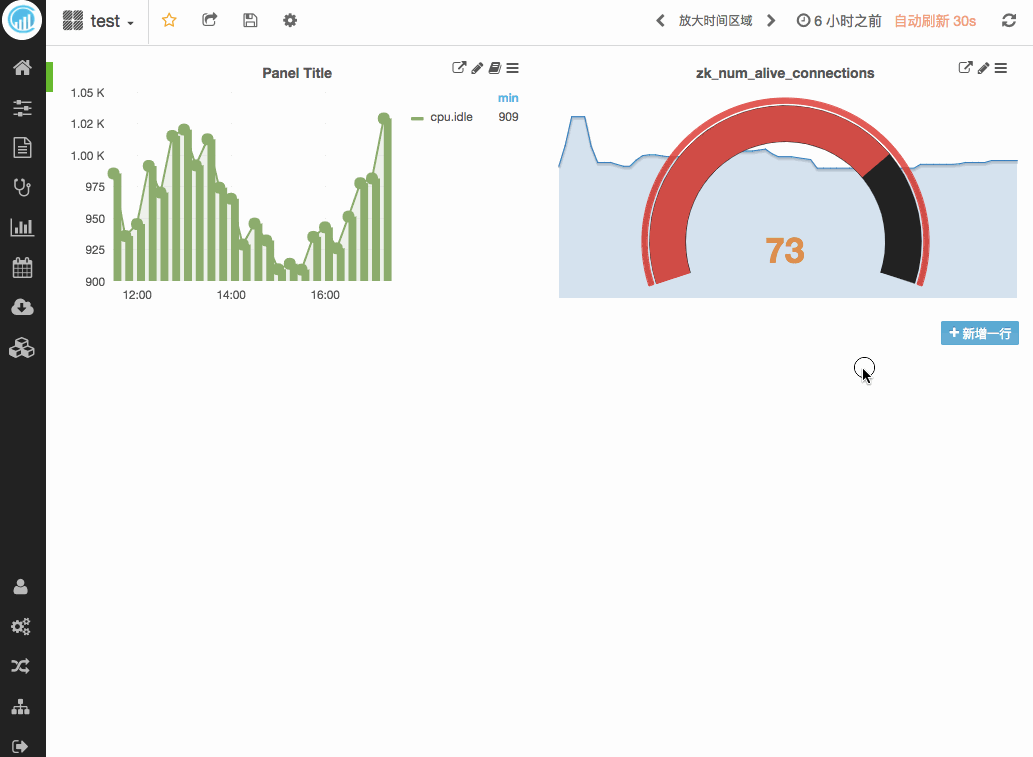 test
放大时间区域
6 小时之前
自动刷新 30s
Panel Title
zk_num_alive_connections
1.05 K
1.02 K
1.00 K
975
950
925
900
12:00
14:00
16:00
min
cpu.idle
909
73
新增一行